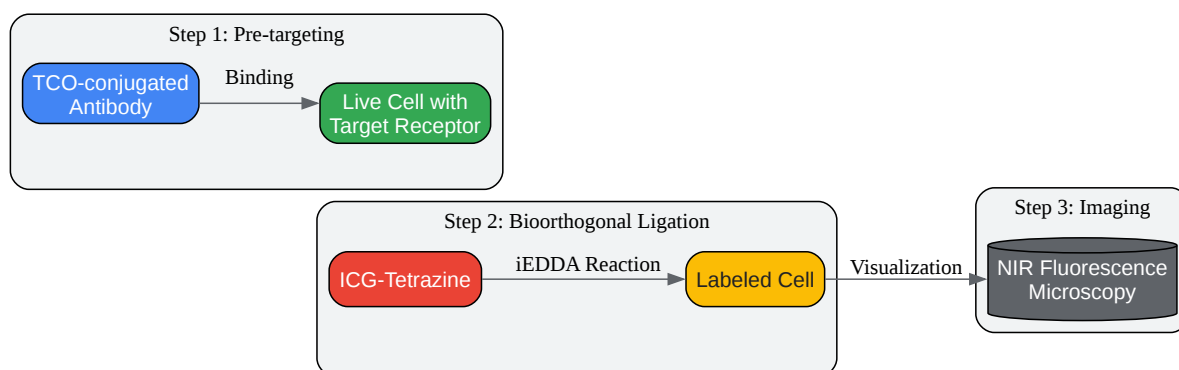 Step 1: Pre-targeting
TCO-conjugated
Antibody
Binding
Live Cell with
Target Receptor
Step 2: Bioorthogonal Ligation
ICG-Tetrazine
iEDDA Reaction
Labeled Cell
Visualization
Step 3: Imaging
NIR Fluorescence
Microscopy